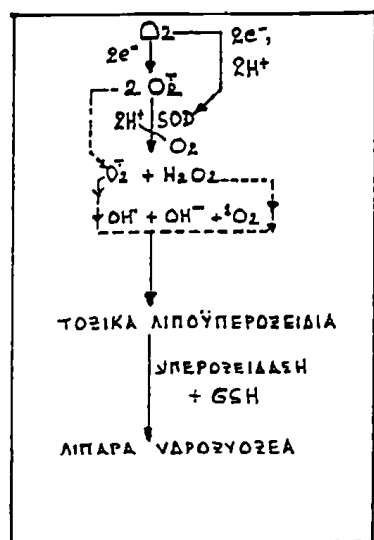 O2
2e⁻ 2e⁻,
2H⁺
2 O2⁻
2H⁺ SOD
O2
O2⁻ + H2O2
OH· + OH⁻ + ¹O2
ΤΟΞΙΚΑ ΛΙΠΟΫΠΕΡΟΞΕΙΔΙΑ
ΥΠΕΡΟΞΕΙΔΑΣΗ
+ GSH
ΛΙΠΑΡΑ ΥΔΡΟΞΥΟΞΕΑ